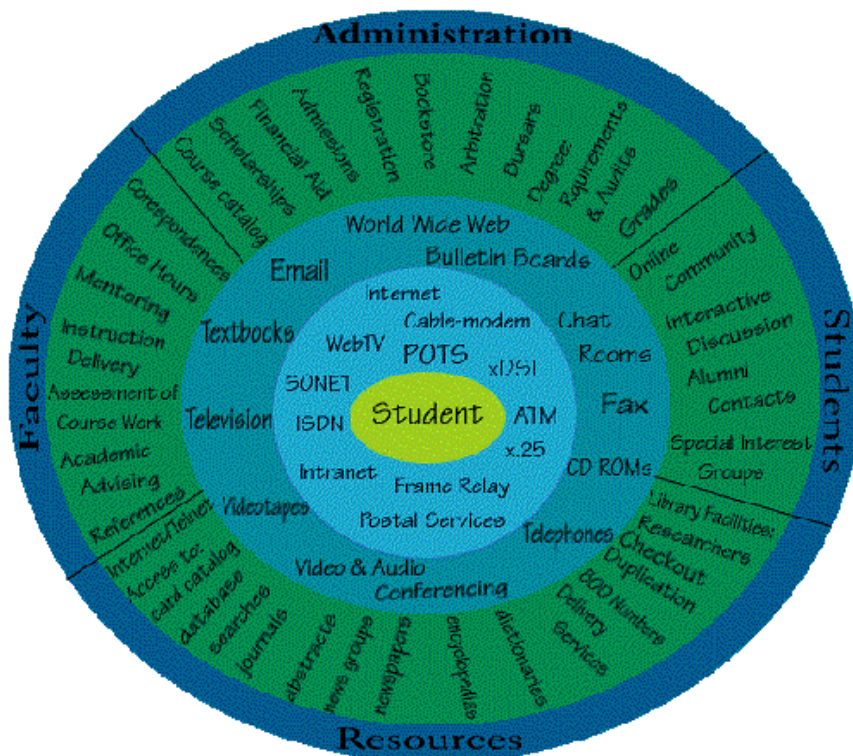 Administration
Course catalog
Scholarships
Financial Aid
Admissions
Registration
Bookstore
Arbitration
Bursars
Degree:
Rquirements
& Audits
Grades
Students
Online
Community
Interactive
Discussion
Alumni
Contacts
Special Interest
Groups
Faculty
Corespondences
Office Hours
Mentoring
Instruction
Delivery
Assessment of
Course Work
Academic
Advising
References
Resources
Internet/Telnet
Access to:
card catalog
database
searches
journals
abstracts
news groups
newspapers
encyclopedias
dictionaries
Library Facilities:
Researchers
Checkout
Duplication
800 Numbers
Delivery
Services
World Wide Web
Bulletin Boards
Email
Chat
Rooms
Textbooks
Fax
Television
CD ROMs
Videotapes
Telephones
Video & Audio
Conferencing
Internet
Cable-modem
WebTV
POTS
xDSl
SONET
ISDN
ATM
x.25
Intranet
Frame Relay
Postal Services
Student